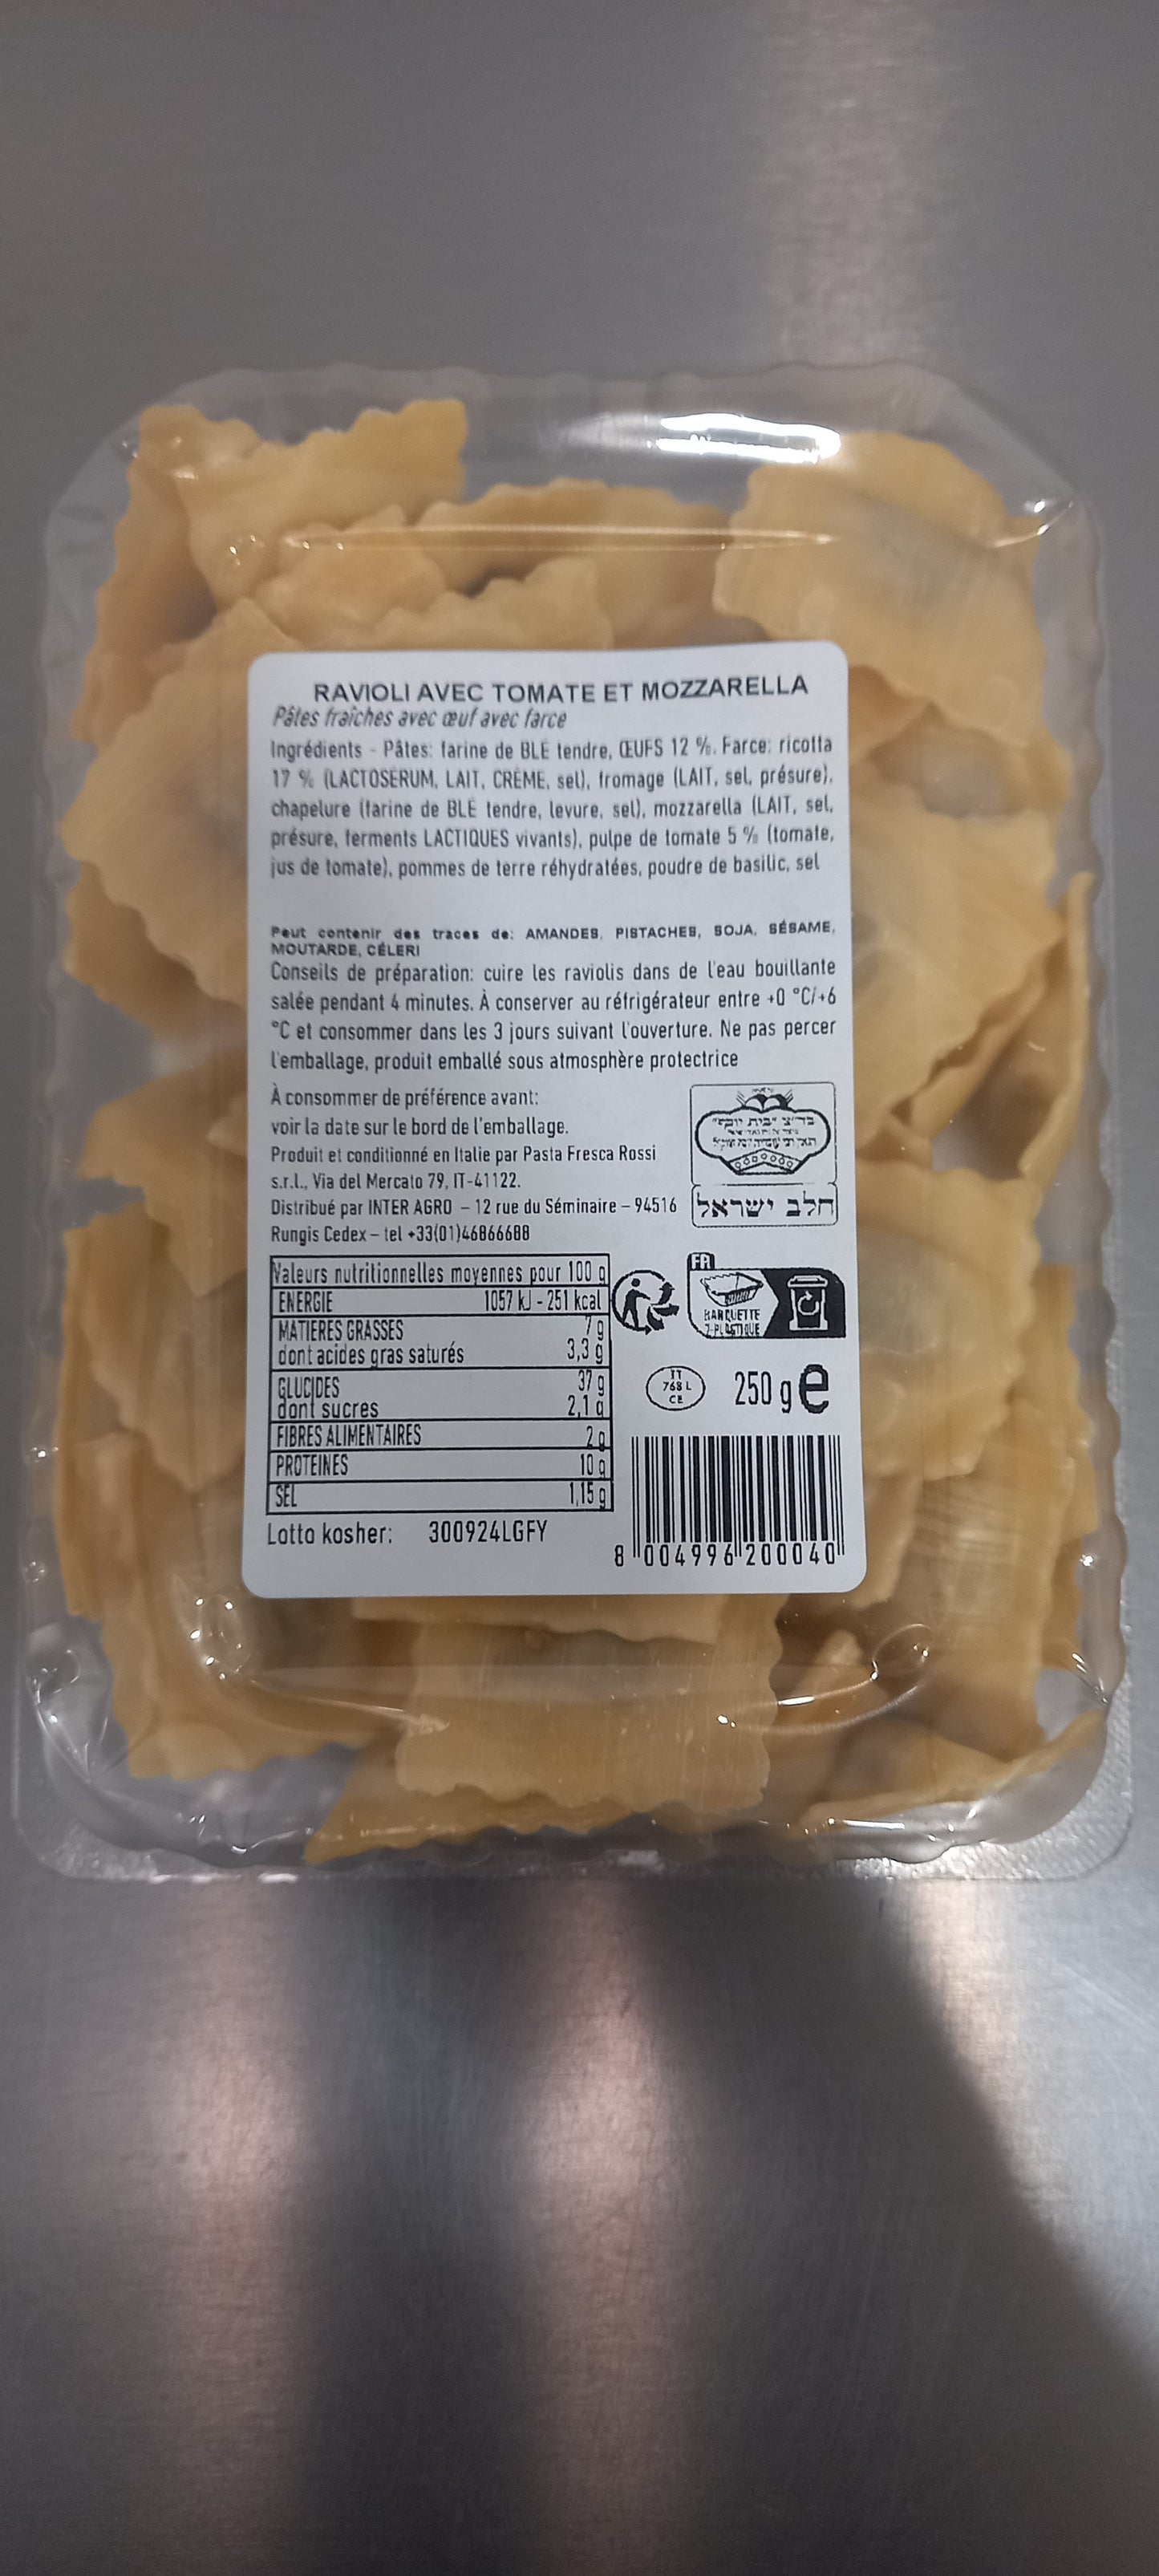 RAVIOLI AVEC TOMATE ET MOZZARELLA
Pâtes fraîches avec œuf avec farce
Ingrédients - Pâtes: farine de BLÉ tendre, ŒUFS 12 %. Farce: ricotta
17 % (LACTOSÉRUM, LAIT, CRÈME, sel), fromage (LAIT, sel, présure),
chapelure (farine de BLÉ tendre, levure, sel), mozzarella (LAIT, sel,
présure, ferments LACTIQUES vivants), pulpe de tomate 5 % (tomate,
jus de tomate), pommes de terre réhydratées, poudre de basilic, sel
Peut contenir des traces de: AMANDES, PISTACHES, SOJA, SÉSAME,
MOUTARDE, CÉLERI
Conseils de préparation: cuire les raviolis dans de l'eau bouillante
salée pendant 4 minutes. À conserver au réfrigérateur entre +0 °C/+6
°C et consommer dans les 3 jours suivant l'ouverture. Ne pas percer
l'emballage, produit emballé sous atmosphère protectrice
À consommer de préférence avant:
voir la date sur le bord de l'emballage.
Produit et conditionné en Italie par Pasta Fresca Rossi
s.r.l., Via del Mercato 79, IT-41122.
Distribué par INTER AGRO - 12 rue du Séminaire - 94516
Rungis Cedex - tel +33(01)46866688
בד"צ "בית יוסף"
חלב ישראל
Valeurs nutritionnelles moyennes pour 100 g
ENERGIE 1057 kJ - 251 kcal
MATIERES GRASSES 7 g
dont acides gras saturés 3,3 g
GLUCIDES 37 g
dont sucres 2,1 g
FIBRES ALIMENTAIRES 2 g
PROTEINES 10 g
SEL 1,15 g
FR
BARQUETTE
PLASTIQUE
IT
768 L
CE
250 g e
Lotto kosher: 300924LGFY
8 004996 200040